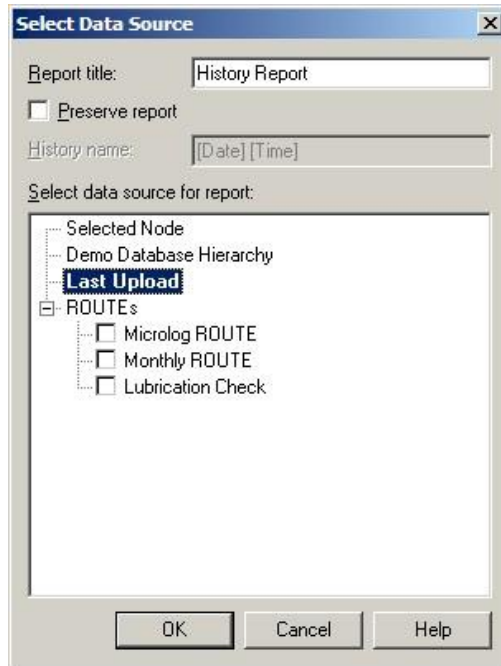 Select Data Source
Report title: History Report
Preserve report
History name: [Date] [Time]
Select data source for report:
Selected Node
Demo Database Hierarchy
Last Upload
ROUTEs
Microlog ROUTE
Monthly ROUTE
Lubrication Check
OK Cancel Help